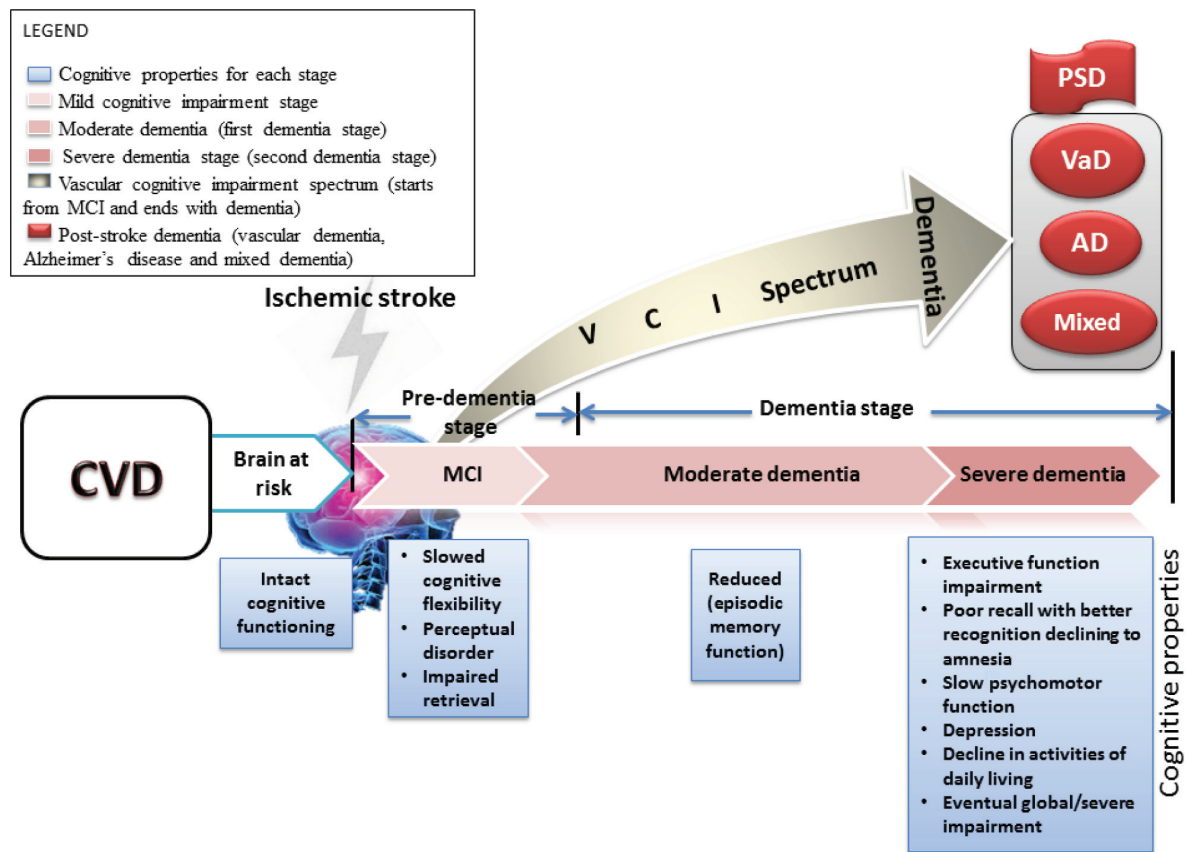 LEGEND
Cognitive properties for each stage
Mild cognitive impairment stage
Moderate dementia (first dementia stage)
Severe dementia stage (second dementia stage)
Vascular cognitive impairment spectrum (starts
from MCI and ends with dementia)
Post-stroke dementia (vascular dementia,
Alzheimer's disease and mixed dementia)
PSD
VaD
AD
Mixed
Ischemic stroke
V C I Spectrum
Dementia
Pre-dementia
stage
Dementia stage
CVD
Brain at
risk
MCI
Moderate dementia
Severe dementia
Intact
cognitive
functioning
• Slowed
cognitive
flexibility
• Perceptual
disorder
• Impaired
retrieval
Reduced
(episodic
memory
function)
• Executive function
impairment
• Poor recall with better
recognition declining to
amnesia
• Slow psychomotor
function
• Depression
• Decline in activities of
daily living
• Eventual global/severe
impairment
Cognitive properties